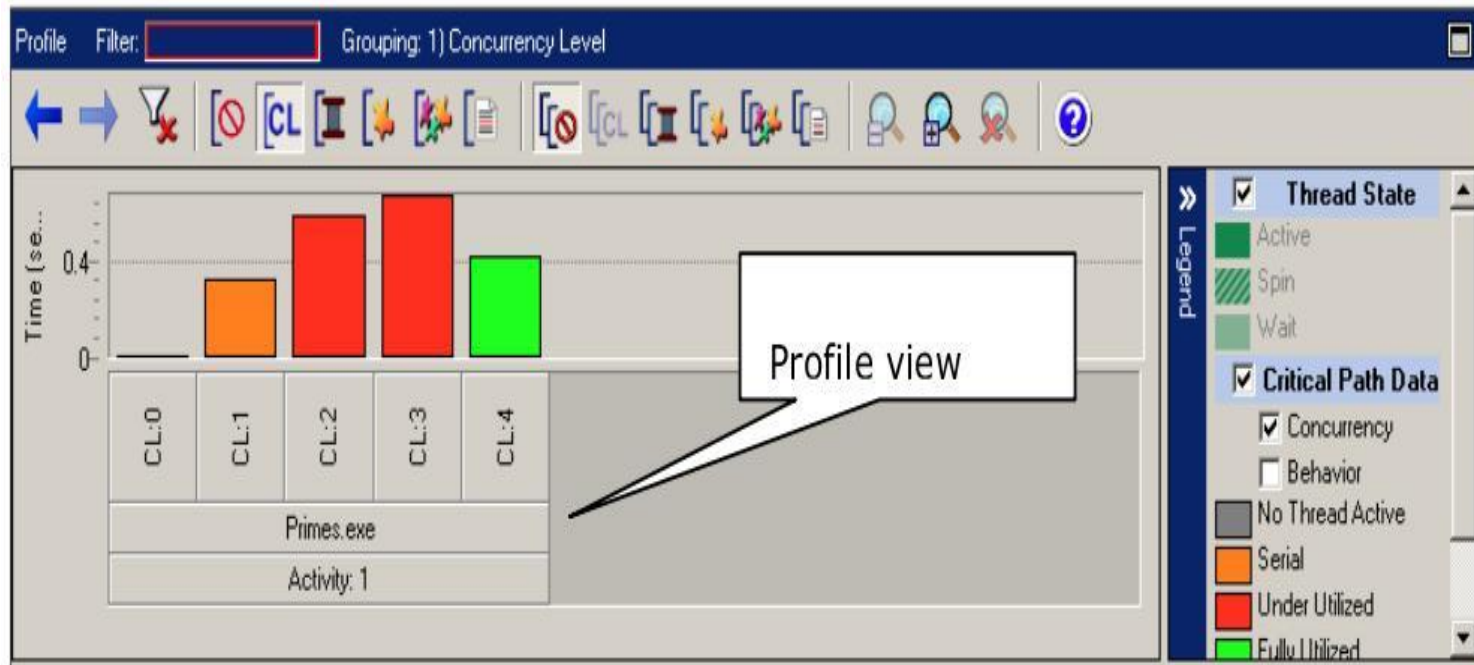 Profile Filter: Grouping: 1) Concurrency Level
[CL [[CL
Time (se...
0.4
0
CL:0 CL:1 CL:2 CL:3 CL:4
Primes.exe
Activity: 1
Profile view
Legend
Thread State
Active
Spin
Wait
Critical Path Data
Concurrency
Behavior
No Thread Active
Serial
Under Utilized
Fully Utilized